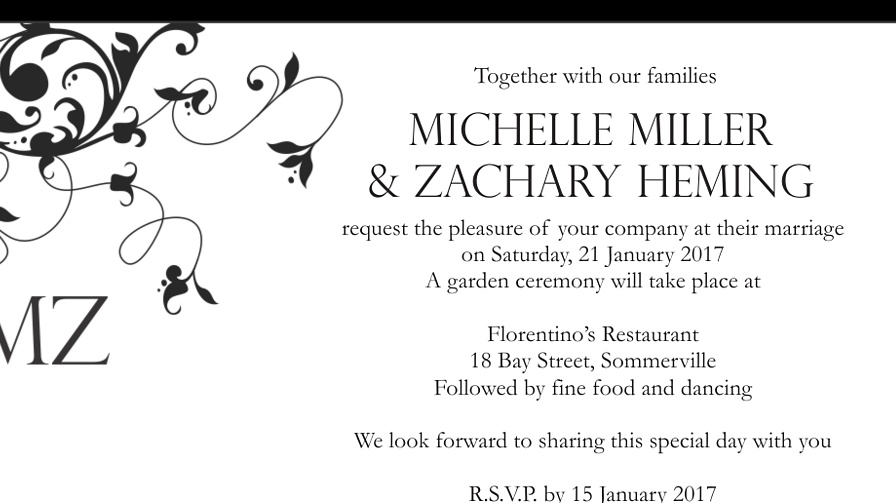 Together with our families
MICHELLE MILLER
& ZACHARY HEMING
request the pleasure of your company at their marriage
on Saturday, 21 January 2017
A garden ceremony will take place at
Florentino's Restaurant
18 Bay Street, Sommerville
Followed by fine food and dancing
We look forward to sharing this special day with you
R.S.V.P. by 15 January 2017
MZ